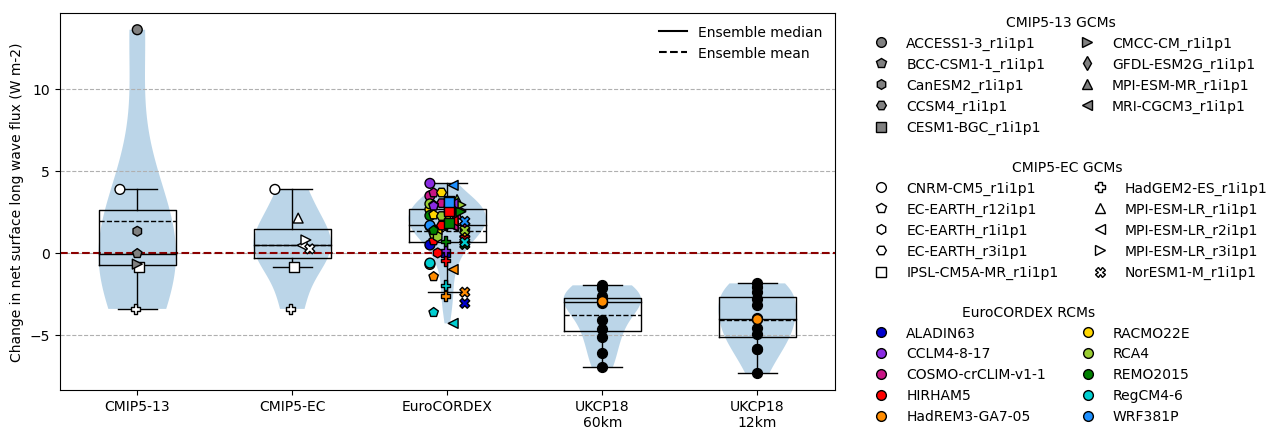 Change in net surface long wave flux (W m-2)
10
5
0
−5
Ensemble median
Ensemble mean
CMIP5-13
CMIP5-EC
EuroCORDEX
UKCP18
60km
UKCP18
12km
CMIP5-13 GCMs
ACCESS1-3_r1i1p1
BCC-CSM1-1_r1i1p1
CanESM2_r1i1p1
CCSM4_r1i1p1
CESM1-BGC_r1i1p1
CMCC-CM_r1i1p1
GFDL-ESM2G_r1i1p1
MPI-ESM-MR_r1i1p1
MRI-CGCM3_r1i1p1
CMIP5-EC GCMs
CNRM-CM5_r1i1p1
EC-EARTH_r12i1p1
EC-EARTH_r1i1p1
EC-EARTH_r3i1p1
IPSL-CM5A-MR_r1i1p1
HadGEM2-ES_r1i1p1
MPI-ESM-LR_r1i1p1
MPI-ESM-LR_r2i1p1
MPI-ESM-LR_r3i1p1
NorESM1-M_r1i1p1
EuroCORDEX RCMs
ALADIN63
CCLM4-8-17
COSMO-crCLIM-v1-1
HIRHAM5
HadREM3-GA7-05
RACMO22E
RCA4
REMO2015
RegCM4-6
WRF381P